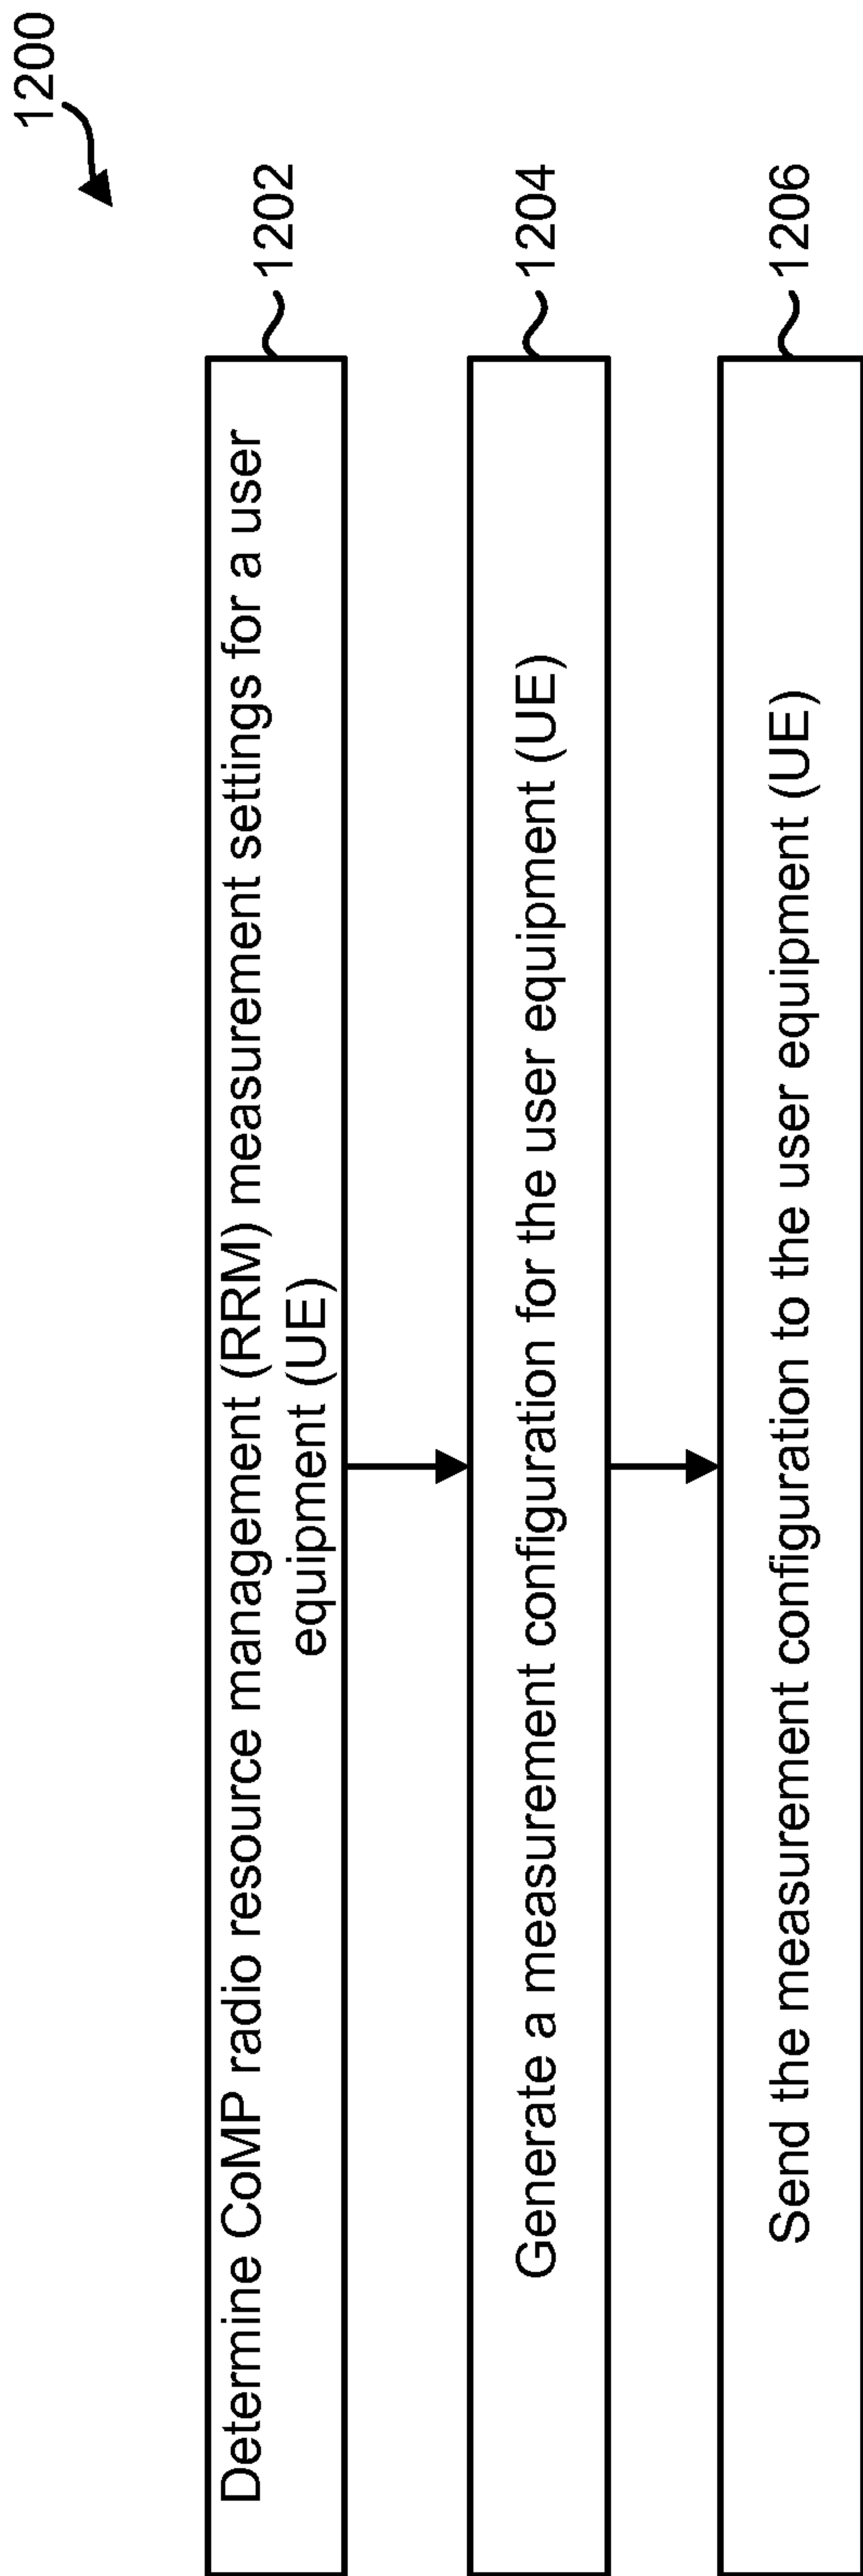 1200
Determine CoMP radio resource management (RRM) measurement settings for a user
equipment (UE)
1202
Generate a measurement configuration for the user equipment (UE)
1204
Send the measurement configuration to the user equipment (UE)
1206